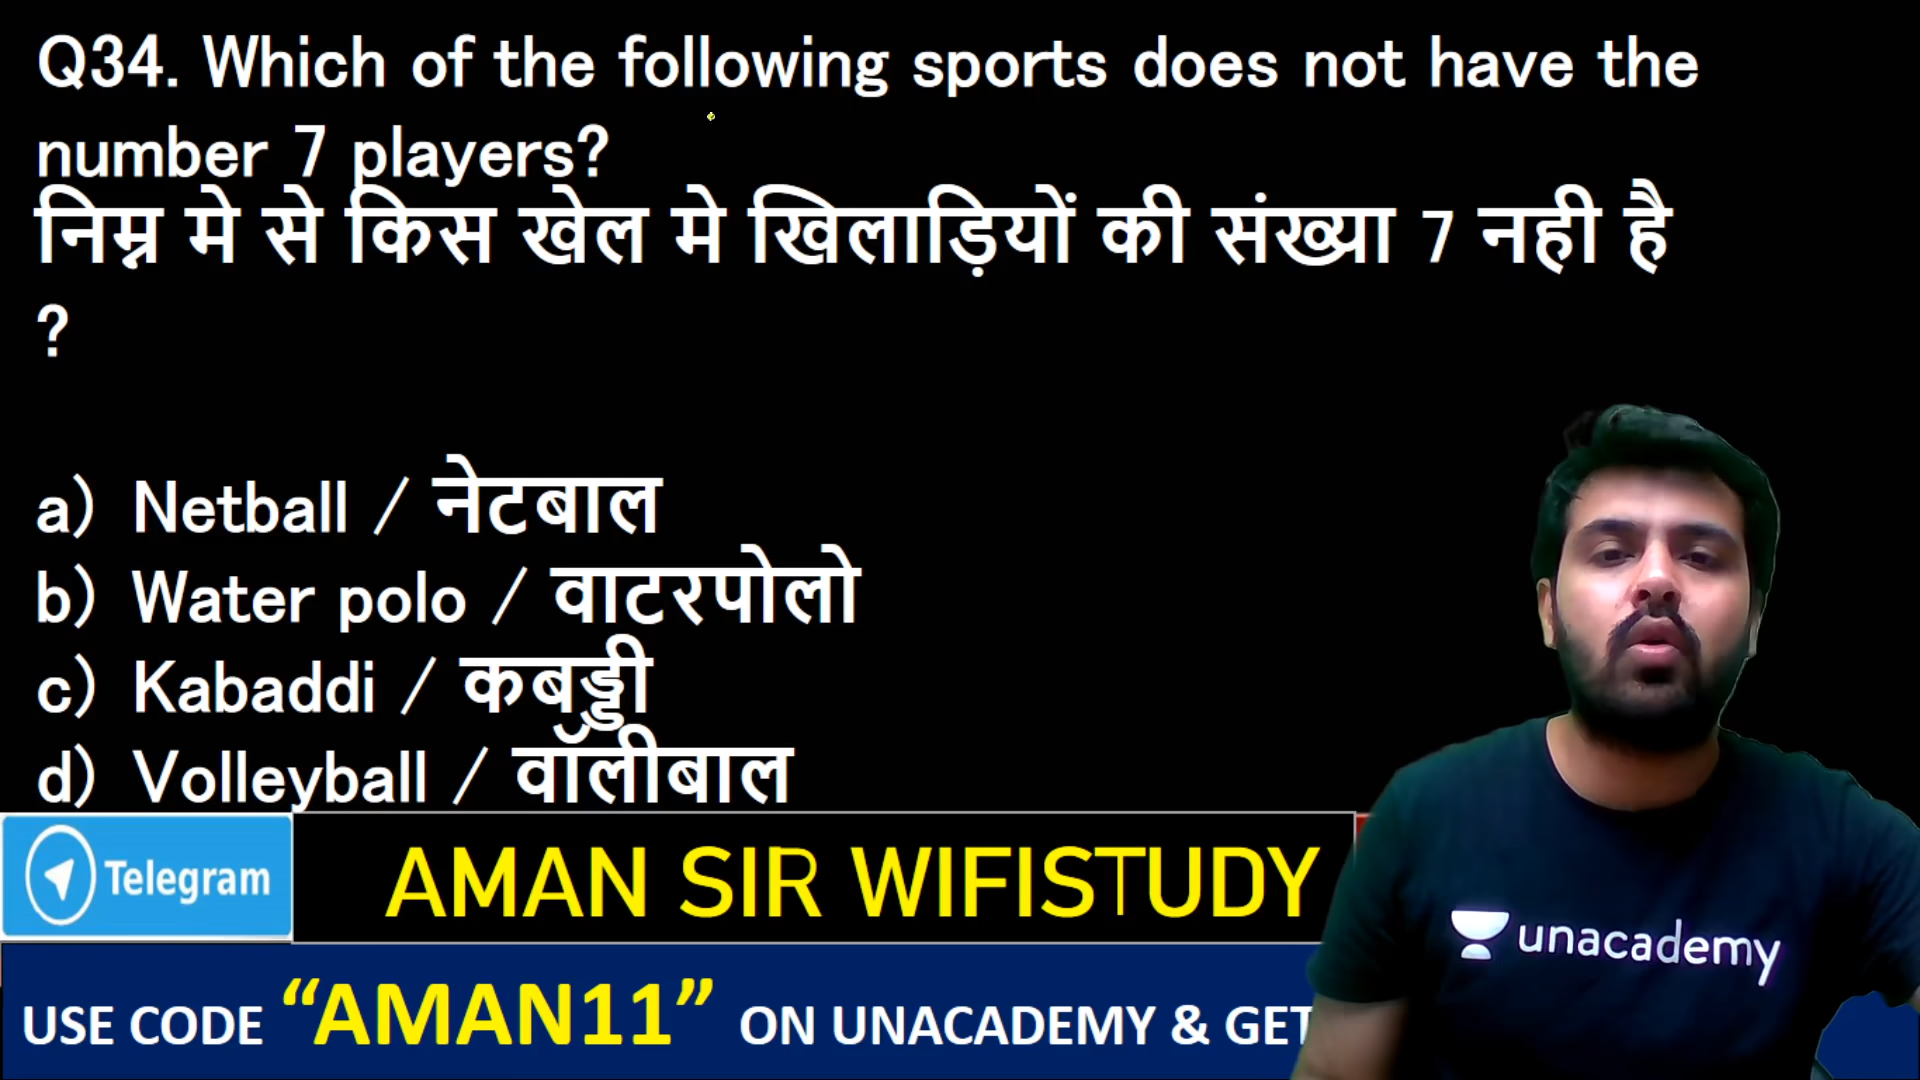 Q34. Which of the following sports does not have the
number 7 players?
निम्न मे से किस खेल मे खिलाड़ियों की संख्या 7 नही है
?
a) Netball / नेटबाल
b) Water polo / वाटरपोलो
c) Kabaddi / कबड्डी
d) Volleyball / वॉलीबाल
Telegram
AMAN SIR WIFISTUDY
USE CODE “AMAN11” ON UNACADEMY & GET
unacademy